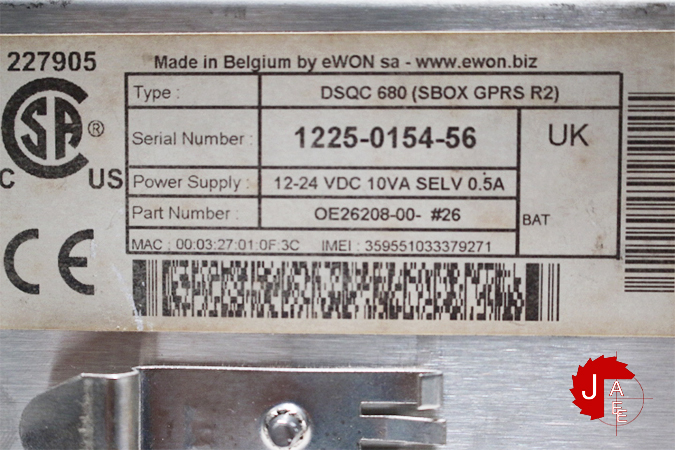 227905
Made in Belgium by eWON sa - www.ewon.biz
Type : DSQC 680 (SBOX GPRS R2)
Serial Number : 1225-0154-56 UK
Power Supply : 12-24 VDC 10VA SELV 0.5A
Part Number : OE26208-00- #26 BAT
MAC : 00:03:27:01:0F:3C IMEI : 359551033379271
SA ®
C US
CE
J A E E